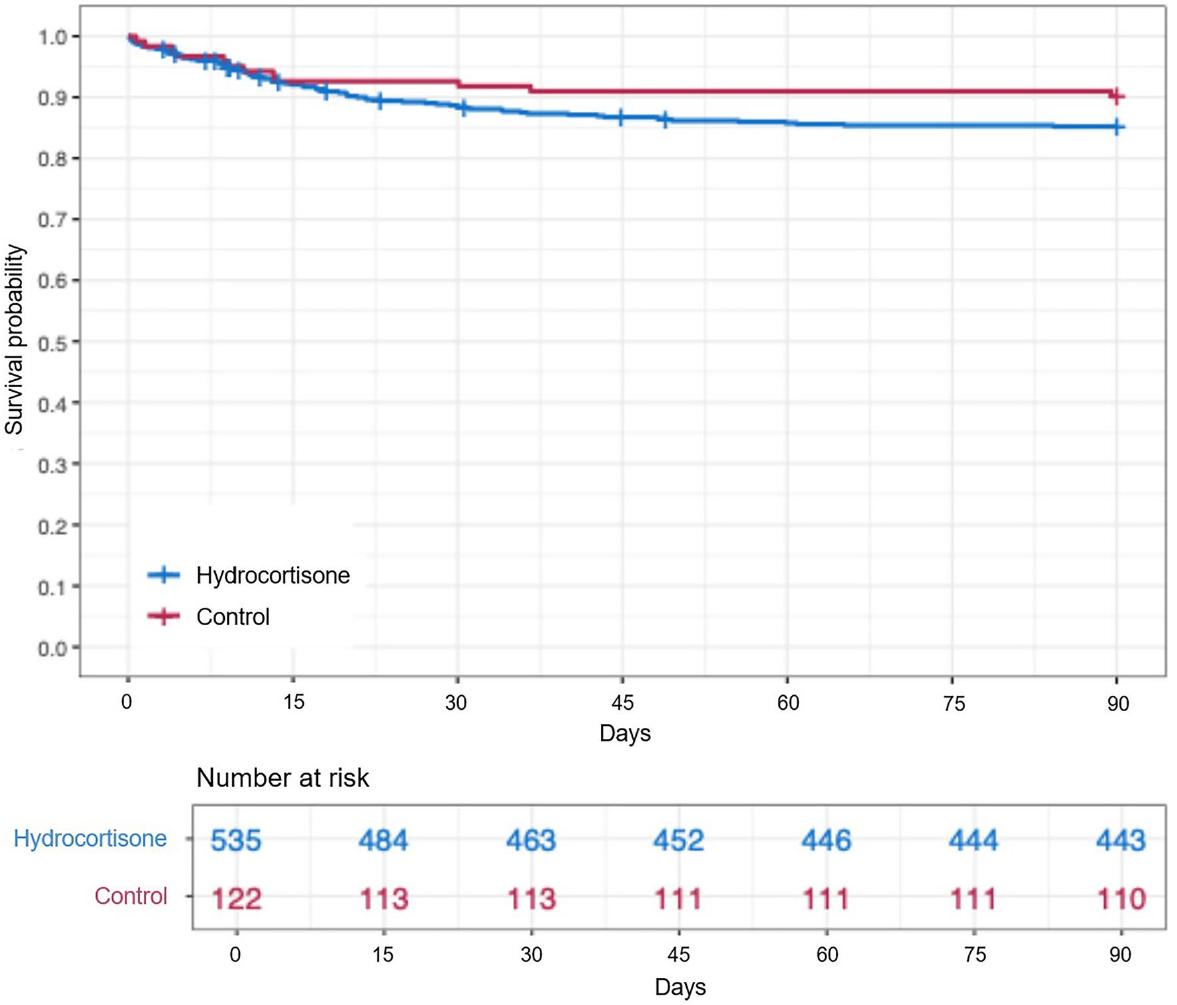 1.0
0.9
0.8
0.7
0.6
0.5
0.4
0.3
0.2
0.1
0.0
Survival probability
Hydrocortisone
Control
0 15 30 45 60 75 90
Days
Number at risk
Hydrocortisone 535 484 463 452 446 444 443
Control 122 113 113 111 111 111 110
0 15 30 45 60 75 90
Days